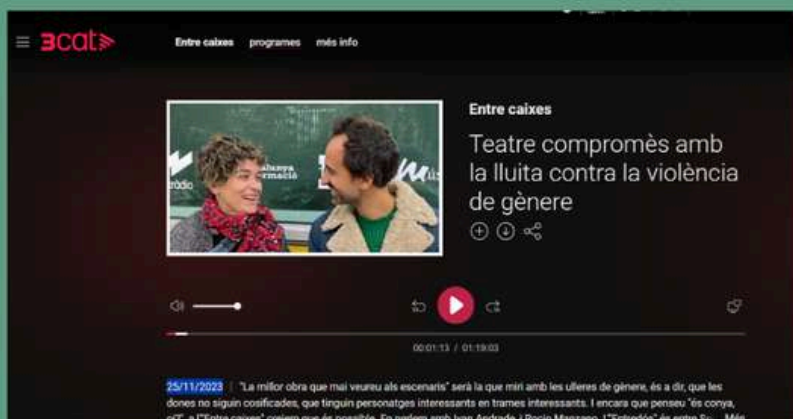 3cat
Entre caixes programes més info
Entre caixes
Teatre compromès amb
la lluita contra la violència
de gènere
00:01:13 / 01:19:03
25/11/2023 | "La millor obra que mai veureu als escenaris" serà la que miri amb les ulleres de gènere, és a dir, que les
dones no siguin cosificades, que tinguin personatges interessants en trames interessants. I encara que penseu "és conya,
a l'"Entre caixes" creiem que és possible. En parlem amb Ivan Andrade i Rocío Manzano. L'"Entredós" és entre Su... Més